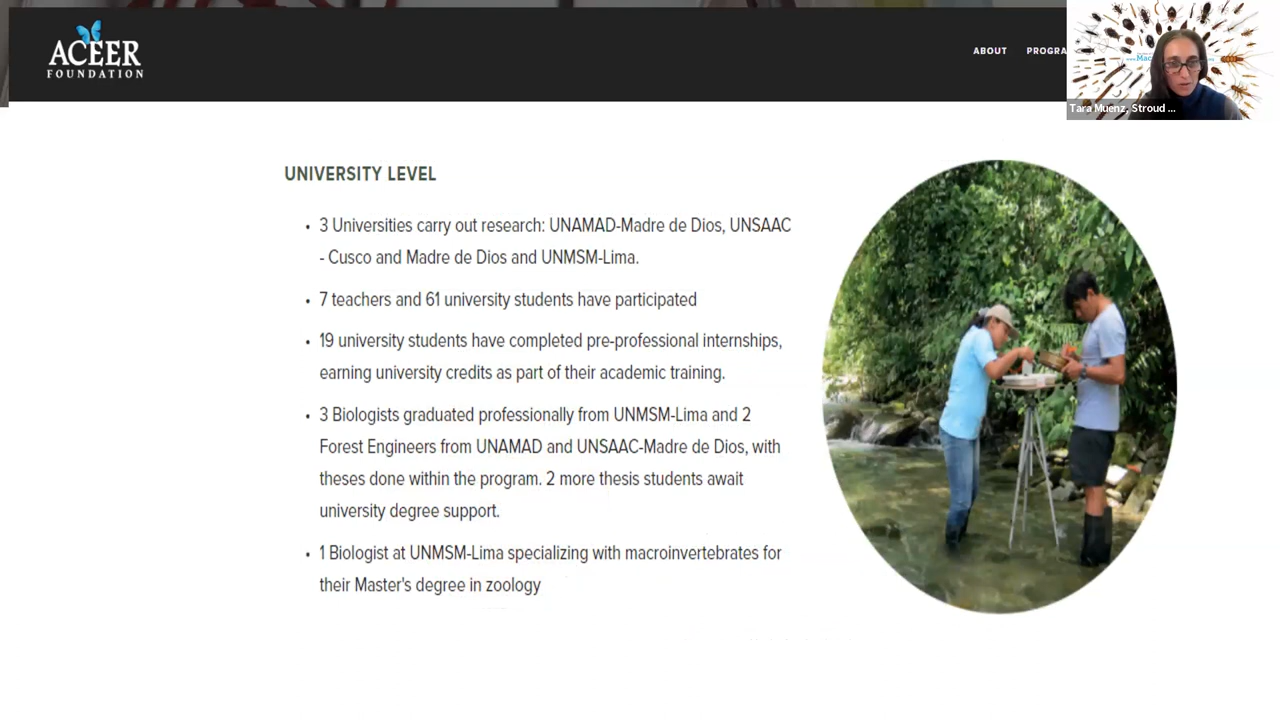 ACEER
FOUNDATION
ABOUT
PROGRA
Tara Muenz, Stroud ...
UNIVERSITY LEVEL
• 3 Universities carry out research: UNAMAD-Madre de Dios, UNSAAC
- Cusco and Madre de Dios and UNMSM-Lima.
• 7 teachers and 61 university students have participated
• 19 university students have completed pre-professional internships,
earning university credits as part of their academic training.
• 3 Biologists graduated professionally from UNMSM-Lima and 2
Forest Engineers from UNAMAD and UNSAAC-Madre de Dios, with
theses done within the program. 2 more thesis students await
university degree support.
• 1 Biologist at UNMSM-Lima specializing with macroinvertebrates for
their Master's degree in zoology